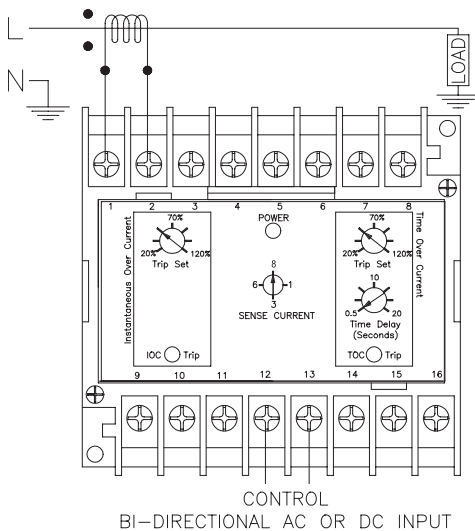 L
N
LOAD
1 2 3 4 5 6 7 8
Instantaneous Over Current
70%
20% 120%
Trip Set
IOC Trip
POWER
8
6 1
3
SENSE CURRENT
70%
20% 120%
Trip Set
10
0.5 20
Time Delay
(Seconds)
TOC Trip
Time Over Current
9 10 11 12 13 14 15 16
CONTROL
BI-DIRECTIONAL AC OR DC INPUT